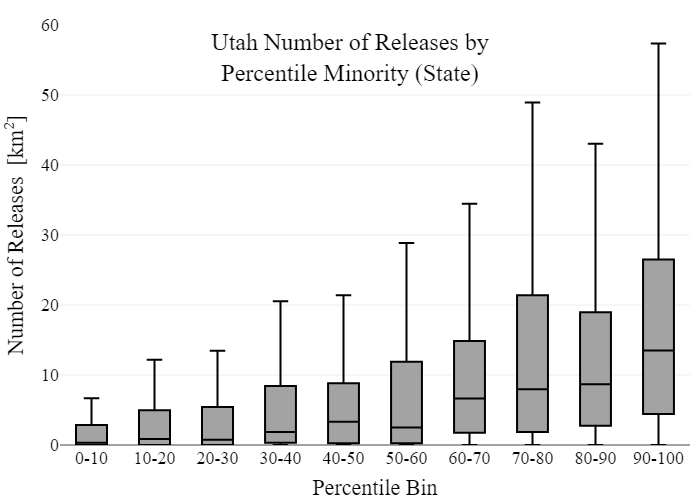 Utah Number of Releases by
Percentile Minority (State)
Number of Releases [km²]
60
50
40
30
20
10
0
0-10 10-20 20-30 30-40 40-50 50-60 60-70 70-80 80-90 90-100
Percentile Bin